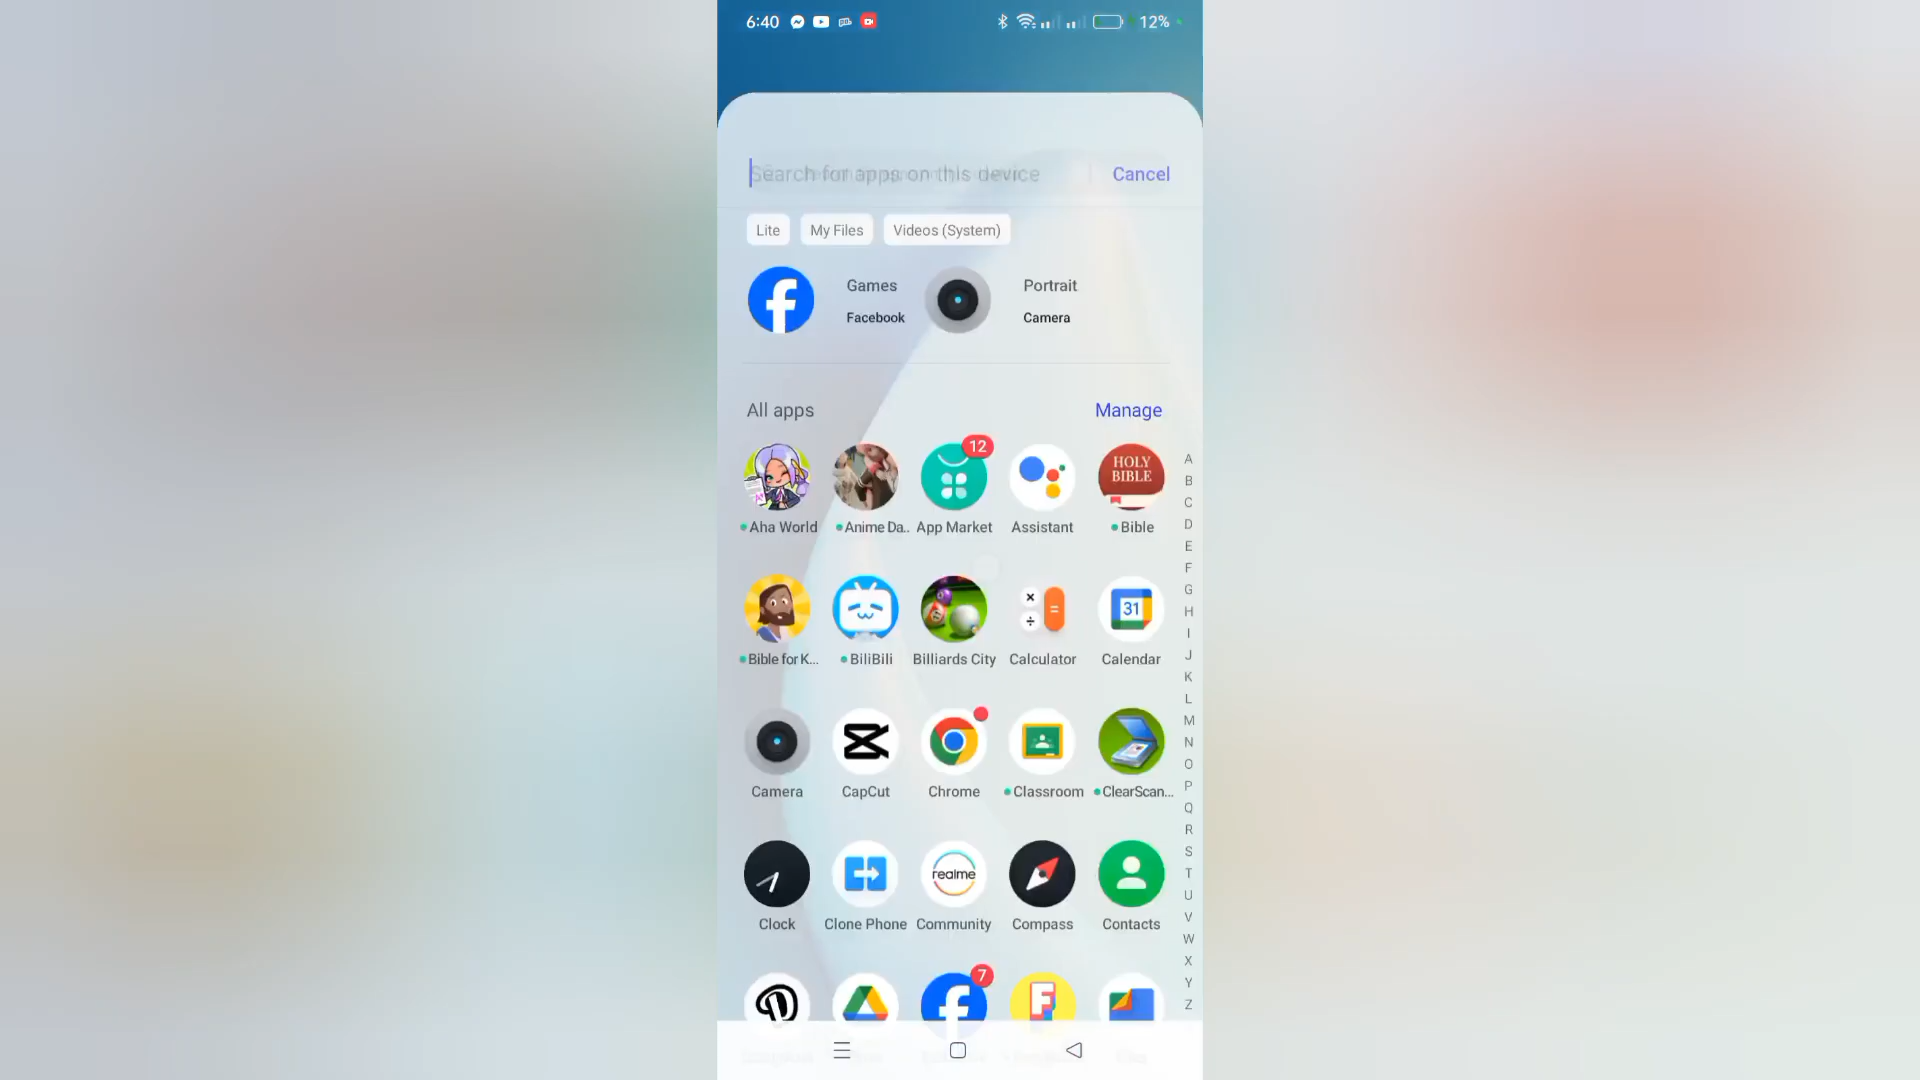 6:40
12%
Search for apps on this device
Cancel
Lite
My Files
Videos (System)
Games
Facebook
Portrait
Camera
All apps
Manage
12
HOLY
BIBLE
Aha World
Anime Da..
App Market
Assistant
Bible
31
Bible for K...
BiliBili
Billiards City
Calculator
Calendar
Camera
CapCut
Chrome
Classroom
ClearScan...
realme
Clock
Clone Phone
Community
Compass
Contacts
7
A
B
C
D
E
F
G
H
I
J
K
L
M
N
O
P
Q
R
S
T
U
V
W
X
Y
Z